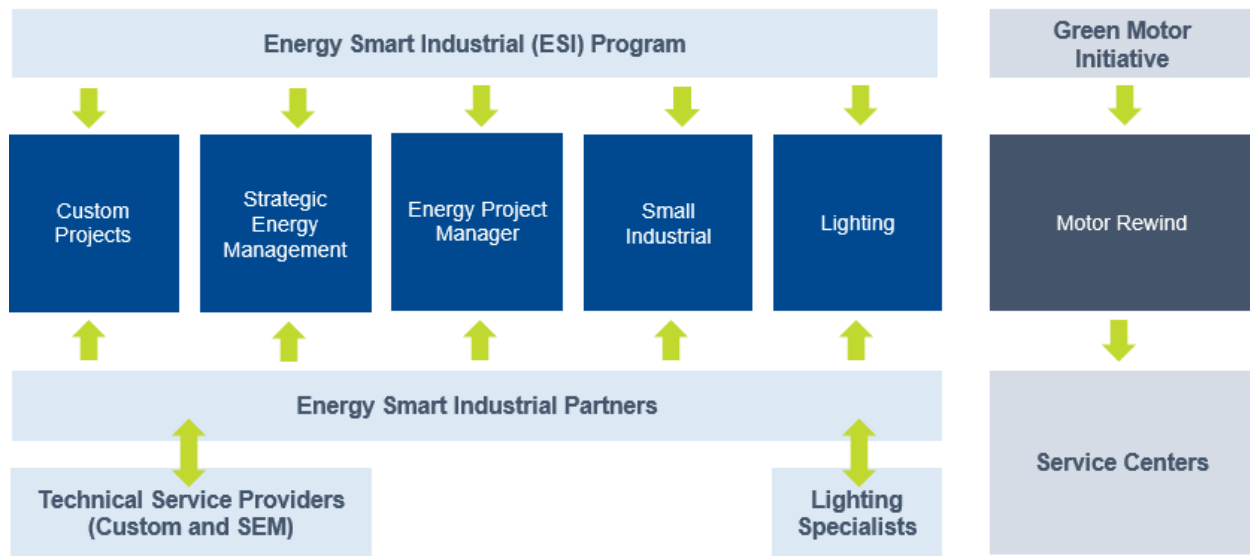 Energy Smart Industrial (ESI) Program
Green Motor
Initiative
Custom
Projects
Strategic
Energy
Management
Energy Project
Manager
Small
Industrial
Lighting
Motor Rewind
Energy Smart Industrial Partners
Service Centers
Technical Service Providers
(Custom and SEM)
Lighting
Specialists